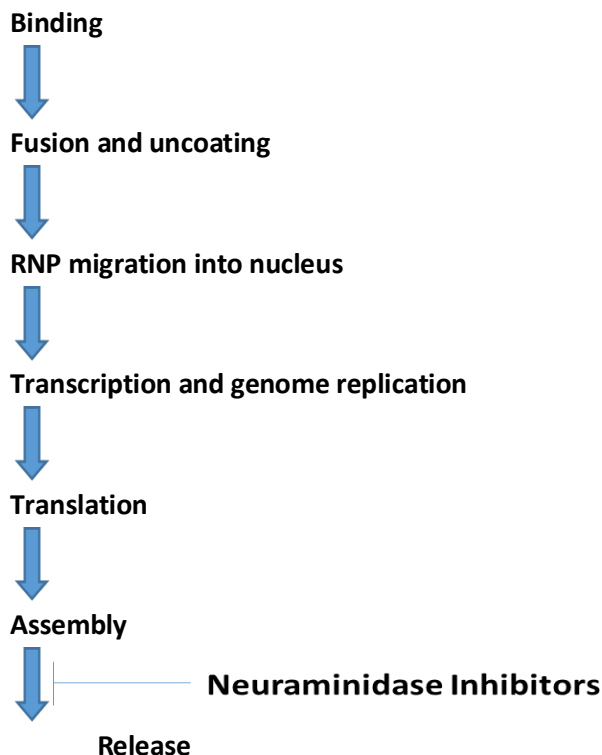 Binding
Fusion and uncoating
RNP migration into nucleus
Transcription and genome replication
Translation
Assembly
Neuraminidase Inhibitors
Release